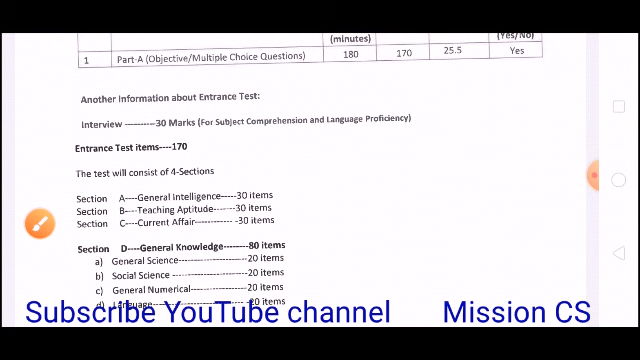 (minutes)
(Yes/No)
1 Part-A (Objective/Multiple Choice Questions) 180 170 25.5 Yes
Another Information about Entrance Test:
Interview ----------30 Marks (For Subject Comprehension and Language Proficiency)
Entrance Test items----170
The test will consist of 4-Sections
Section A----General Intelligence-----30 items
Section B----Teaching Aptitude-------30 items
Section C----Current Affair------------ -30 items
Section D----General Knowledge--------80 items
a) General Science-----------------------20 items
b) Social Science ------------------------20 items
c) General Numerical-------------------20 items
d) Language------------------------------20 items
Subscribe YouTube channel Mission CS